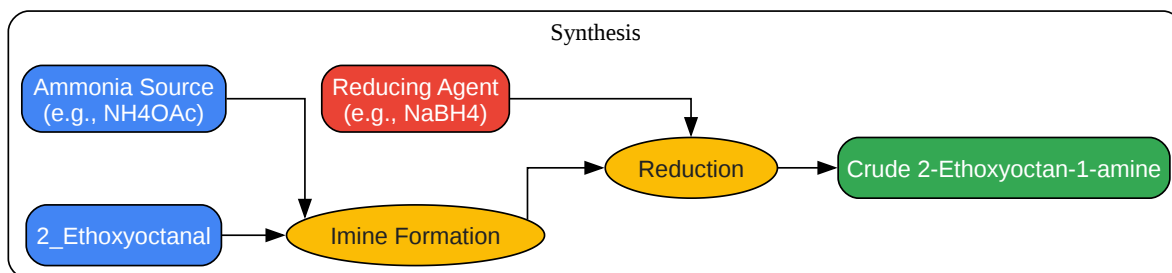 Synthesis
Ammonia Source
(e.g., NH4OAc)
Reducing Agent
(e.g., NaBH4)
Reduction
Crude 2-Ethoxyoctan-1-amine
2_Ethoxyoctanal
Imine Formation